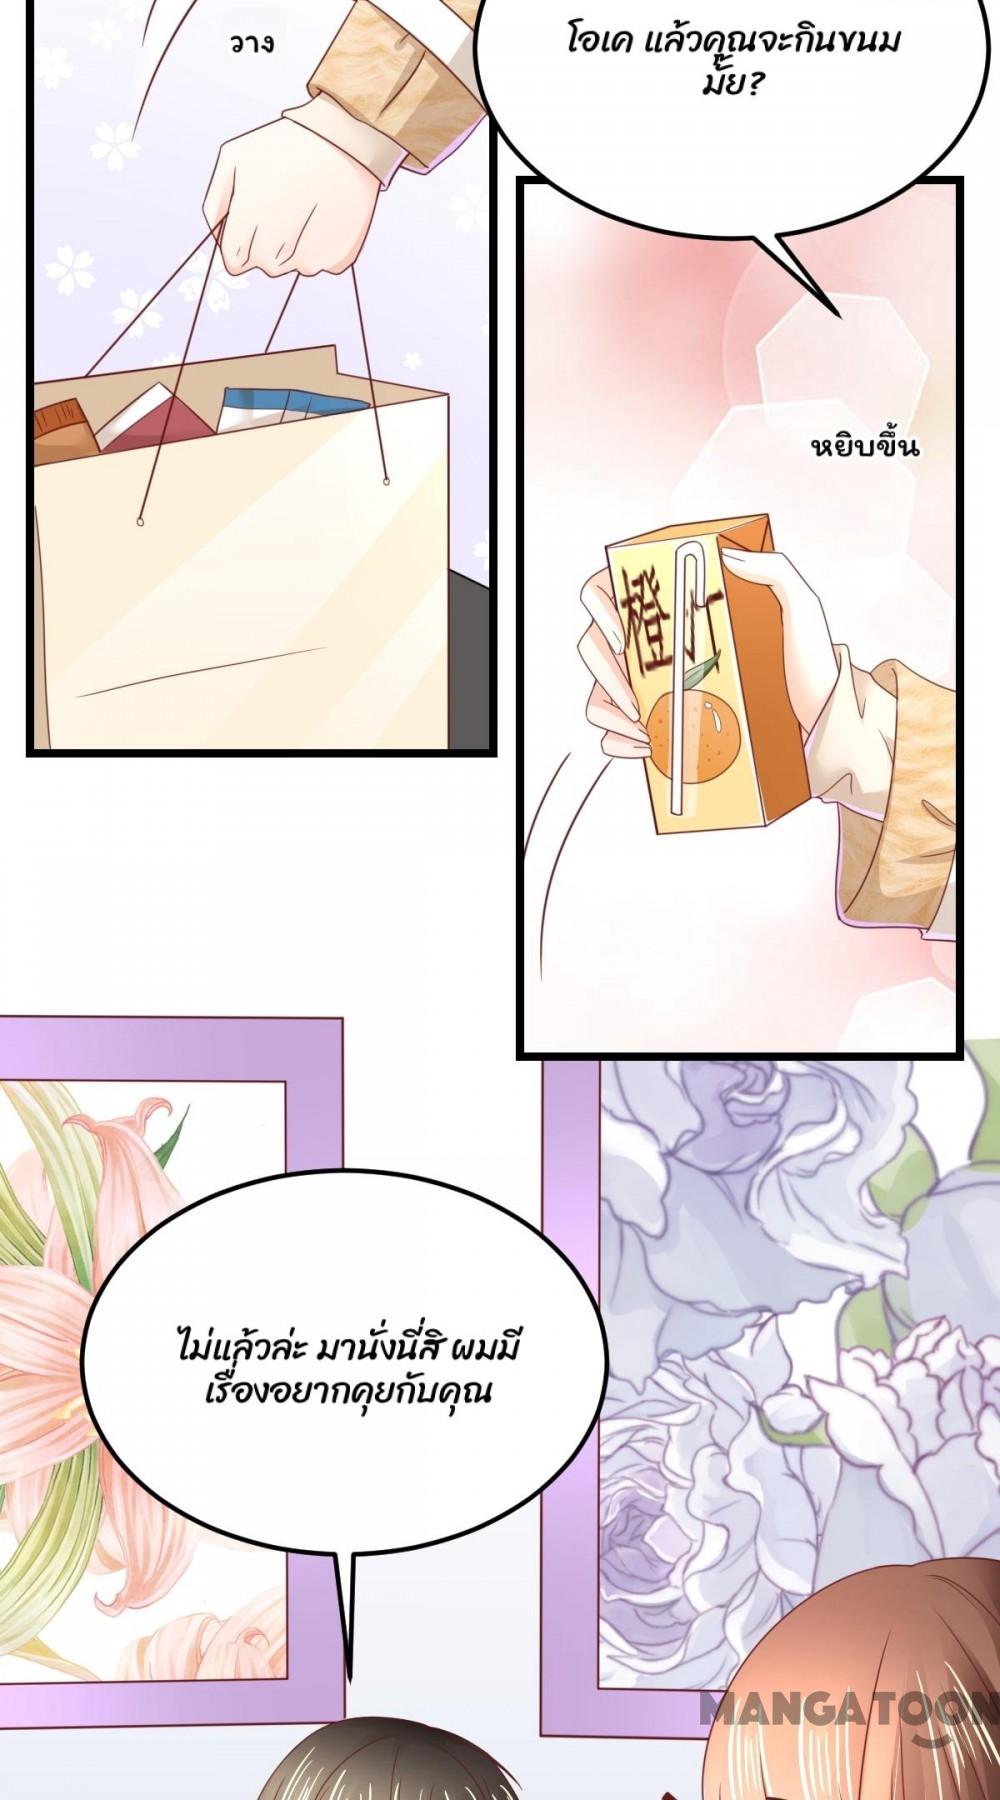 โอเค แล้วคุณจะกินขนม
มั้ย?
วาง
หยิบขึ้น
橙汁
ไม่แล้วล่ะ มานั่งนี่สิ ผมมี
เรื่องอยากคุยกับคุณ
MANGATOON